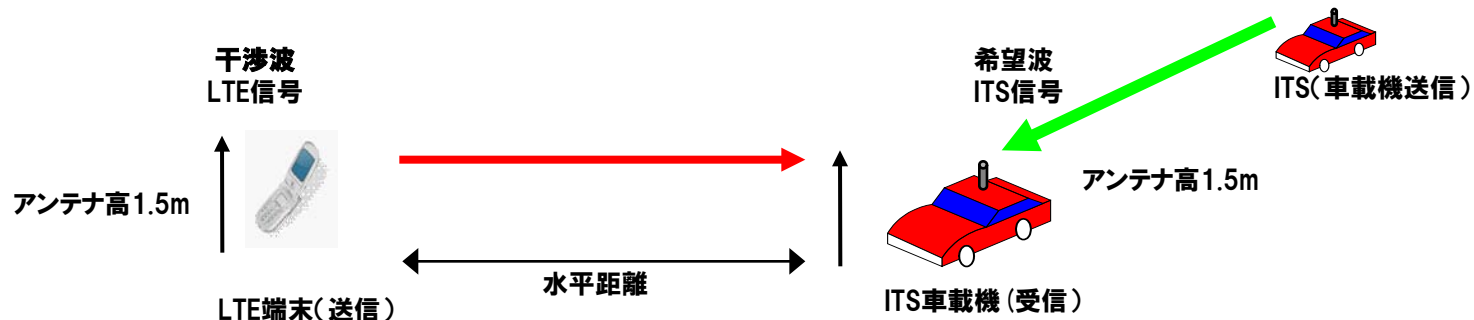 干渉波
LTE信号
希望波
ITS信号
ITS(車載機送信)
アンテナ高1.5m
アンテナ高1.5m
水平距離
LTE端末(送信)
ITS車載機(受信)